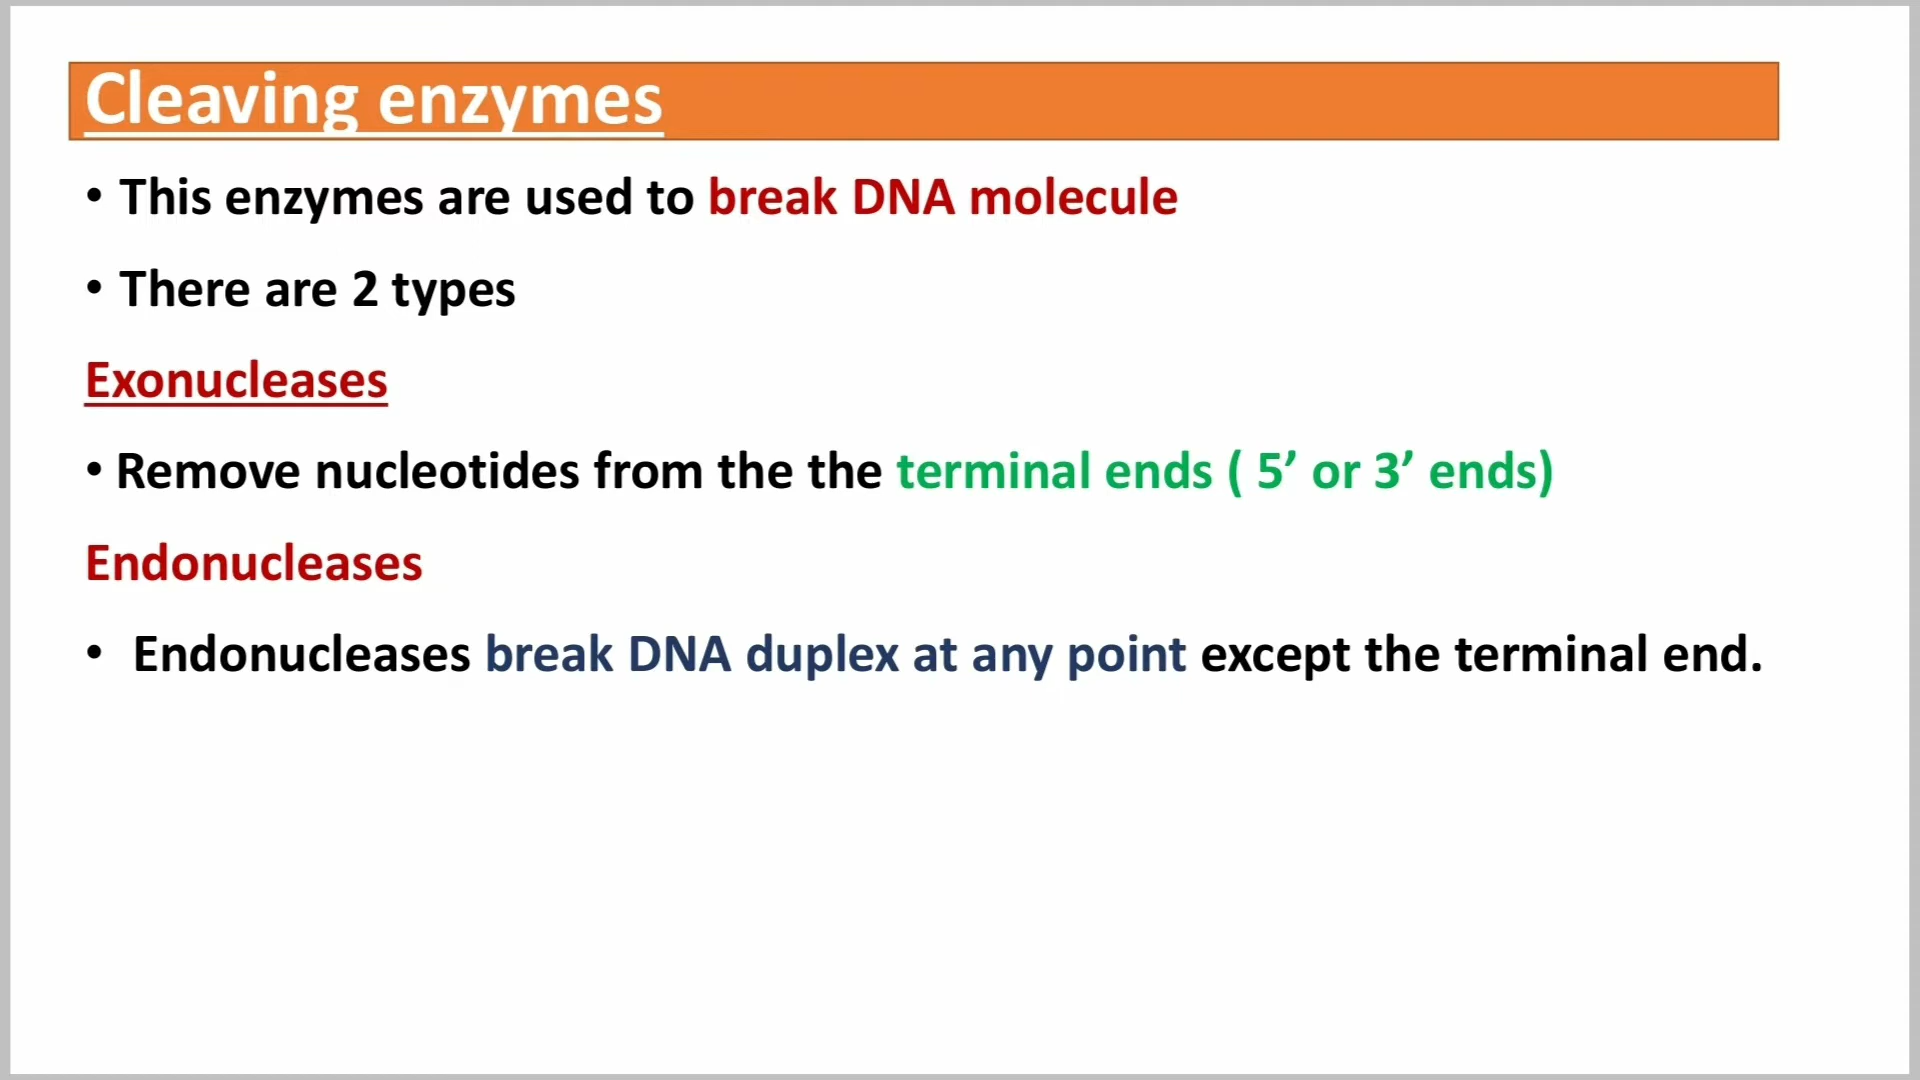 Cleaving enzymes
• This enzymes are used to break DNA molecule
• There are 2 types
Exonucleases
• Remove nucleotides from the the terminal ends ( 5’ or 3’ ends)
Endonucleases
• Endonucleases break DNA duplex at any point except the terminal end.